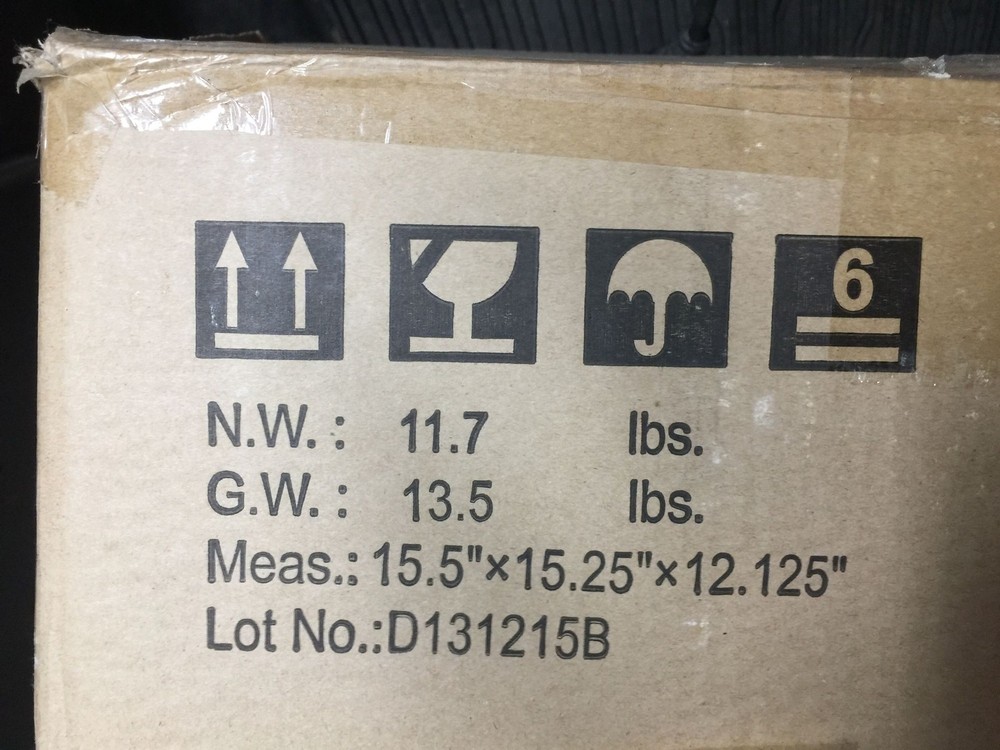 6
N.W. : 11.7 lbs.
G.W. : 13.5 lbs.
Meas.: 15.5"×15.25"×12.125"
Lot No.:D131215B